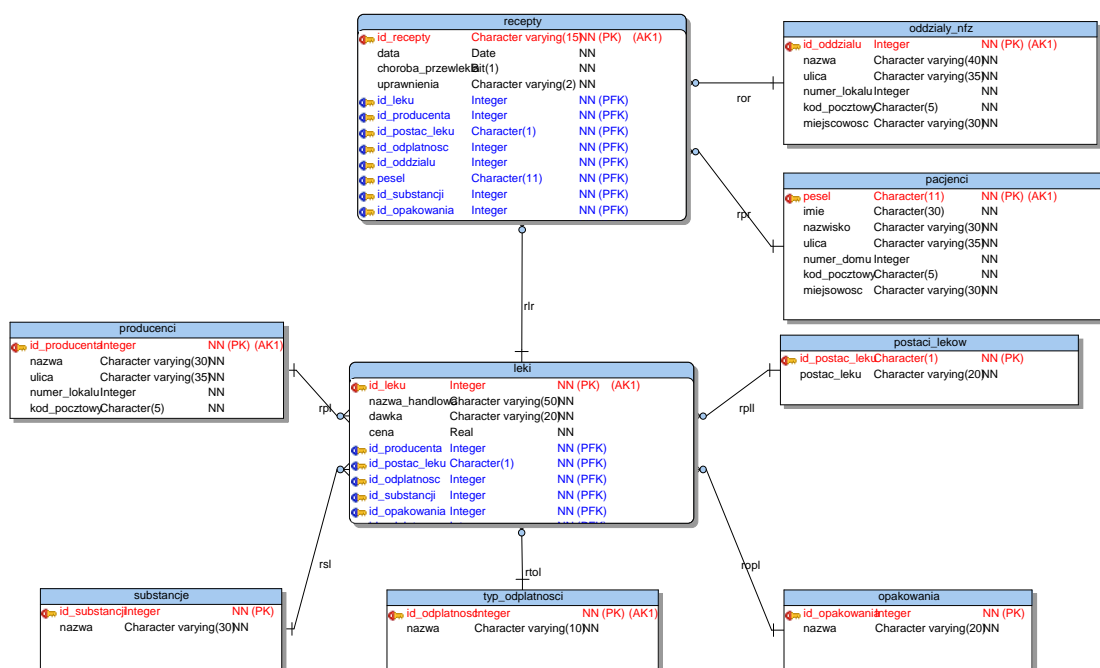 recepty
id_recepty Character varying(15)NN (PK) (AK1)
data Date NN
choroba_przewlekBit(1) NN
uprawnienia Character varying(2) NN
id_leku Integer NN (PFK)
id_producenta Integer NN (PFK)
id_postac_leku Character(1) NN (PFK)
id_odplatnosc Integer NN (PFK)
id_oddzialu Integer NN (PFK)
pesel Character(11) NN (PFK)
id_substancji Integer NN (PFK)
id_opakowania Integer NN (PFK)
oddzialy_nfz
id_oddzialu Integer NN (PK) (AK1)
nazwa Character varying(40)NN
ulica Character varying(35)NN
numer_lokalu Integer NN
kod_pocztowy Character(5) NN
miejscowosc Character varying(30)NN
ror
pacjenci
pesel Character(11) NN (PK) (AK1)
imie Character(30) NN
nazwisko Character varying(30)NN
ulica Character varying(35)NN
numer_domu Integer NN
kod_pocztowy Character(5) NN
miejsowosc Character varying(30)NN
rpr
rlr
producenci
id_producenta Integer NN (PK) (AK1)
nazwa Character varying(30)NN
ulica Character varying(35)NN
numer_lokalu Integer NN
kod_pocztowy Character(5) NN
rpl
postaci_lekow
id_postac_leku Character(1) NN (PK)
postac_leku Character varying(20)NN
rpll
leki
id_leku Integer NN (PK) (AK1)
nazwa_handlowa Character varying(50)NN
dawka Character varying(20)NN
cena Real NN
id_producenta Integer NN (PFK)
id_postac_leku Character(1) NN (PFK)
id_odplatnosc Integer NN (PFK)
id_substancji Integer NN (PFK)
id_opakowania Integer NN (PFK)
rsl
rtol
ropl
substancje
id_substancji Integer NN (PK)
nazwa Character varying(30)NN
typ_odplatnosci
id_odplatnosc Integer NN (PK) (AK1)
nazwa Character varying(10)NN
opakowania
id_opakowania Integer NN (PK)
nazwa Character varying(20)NN